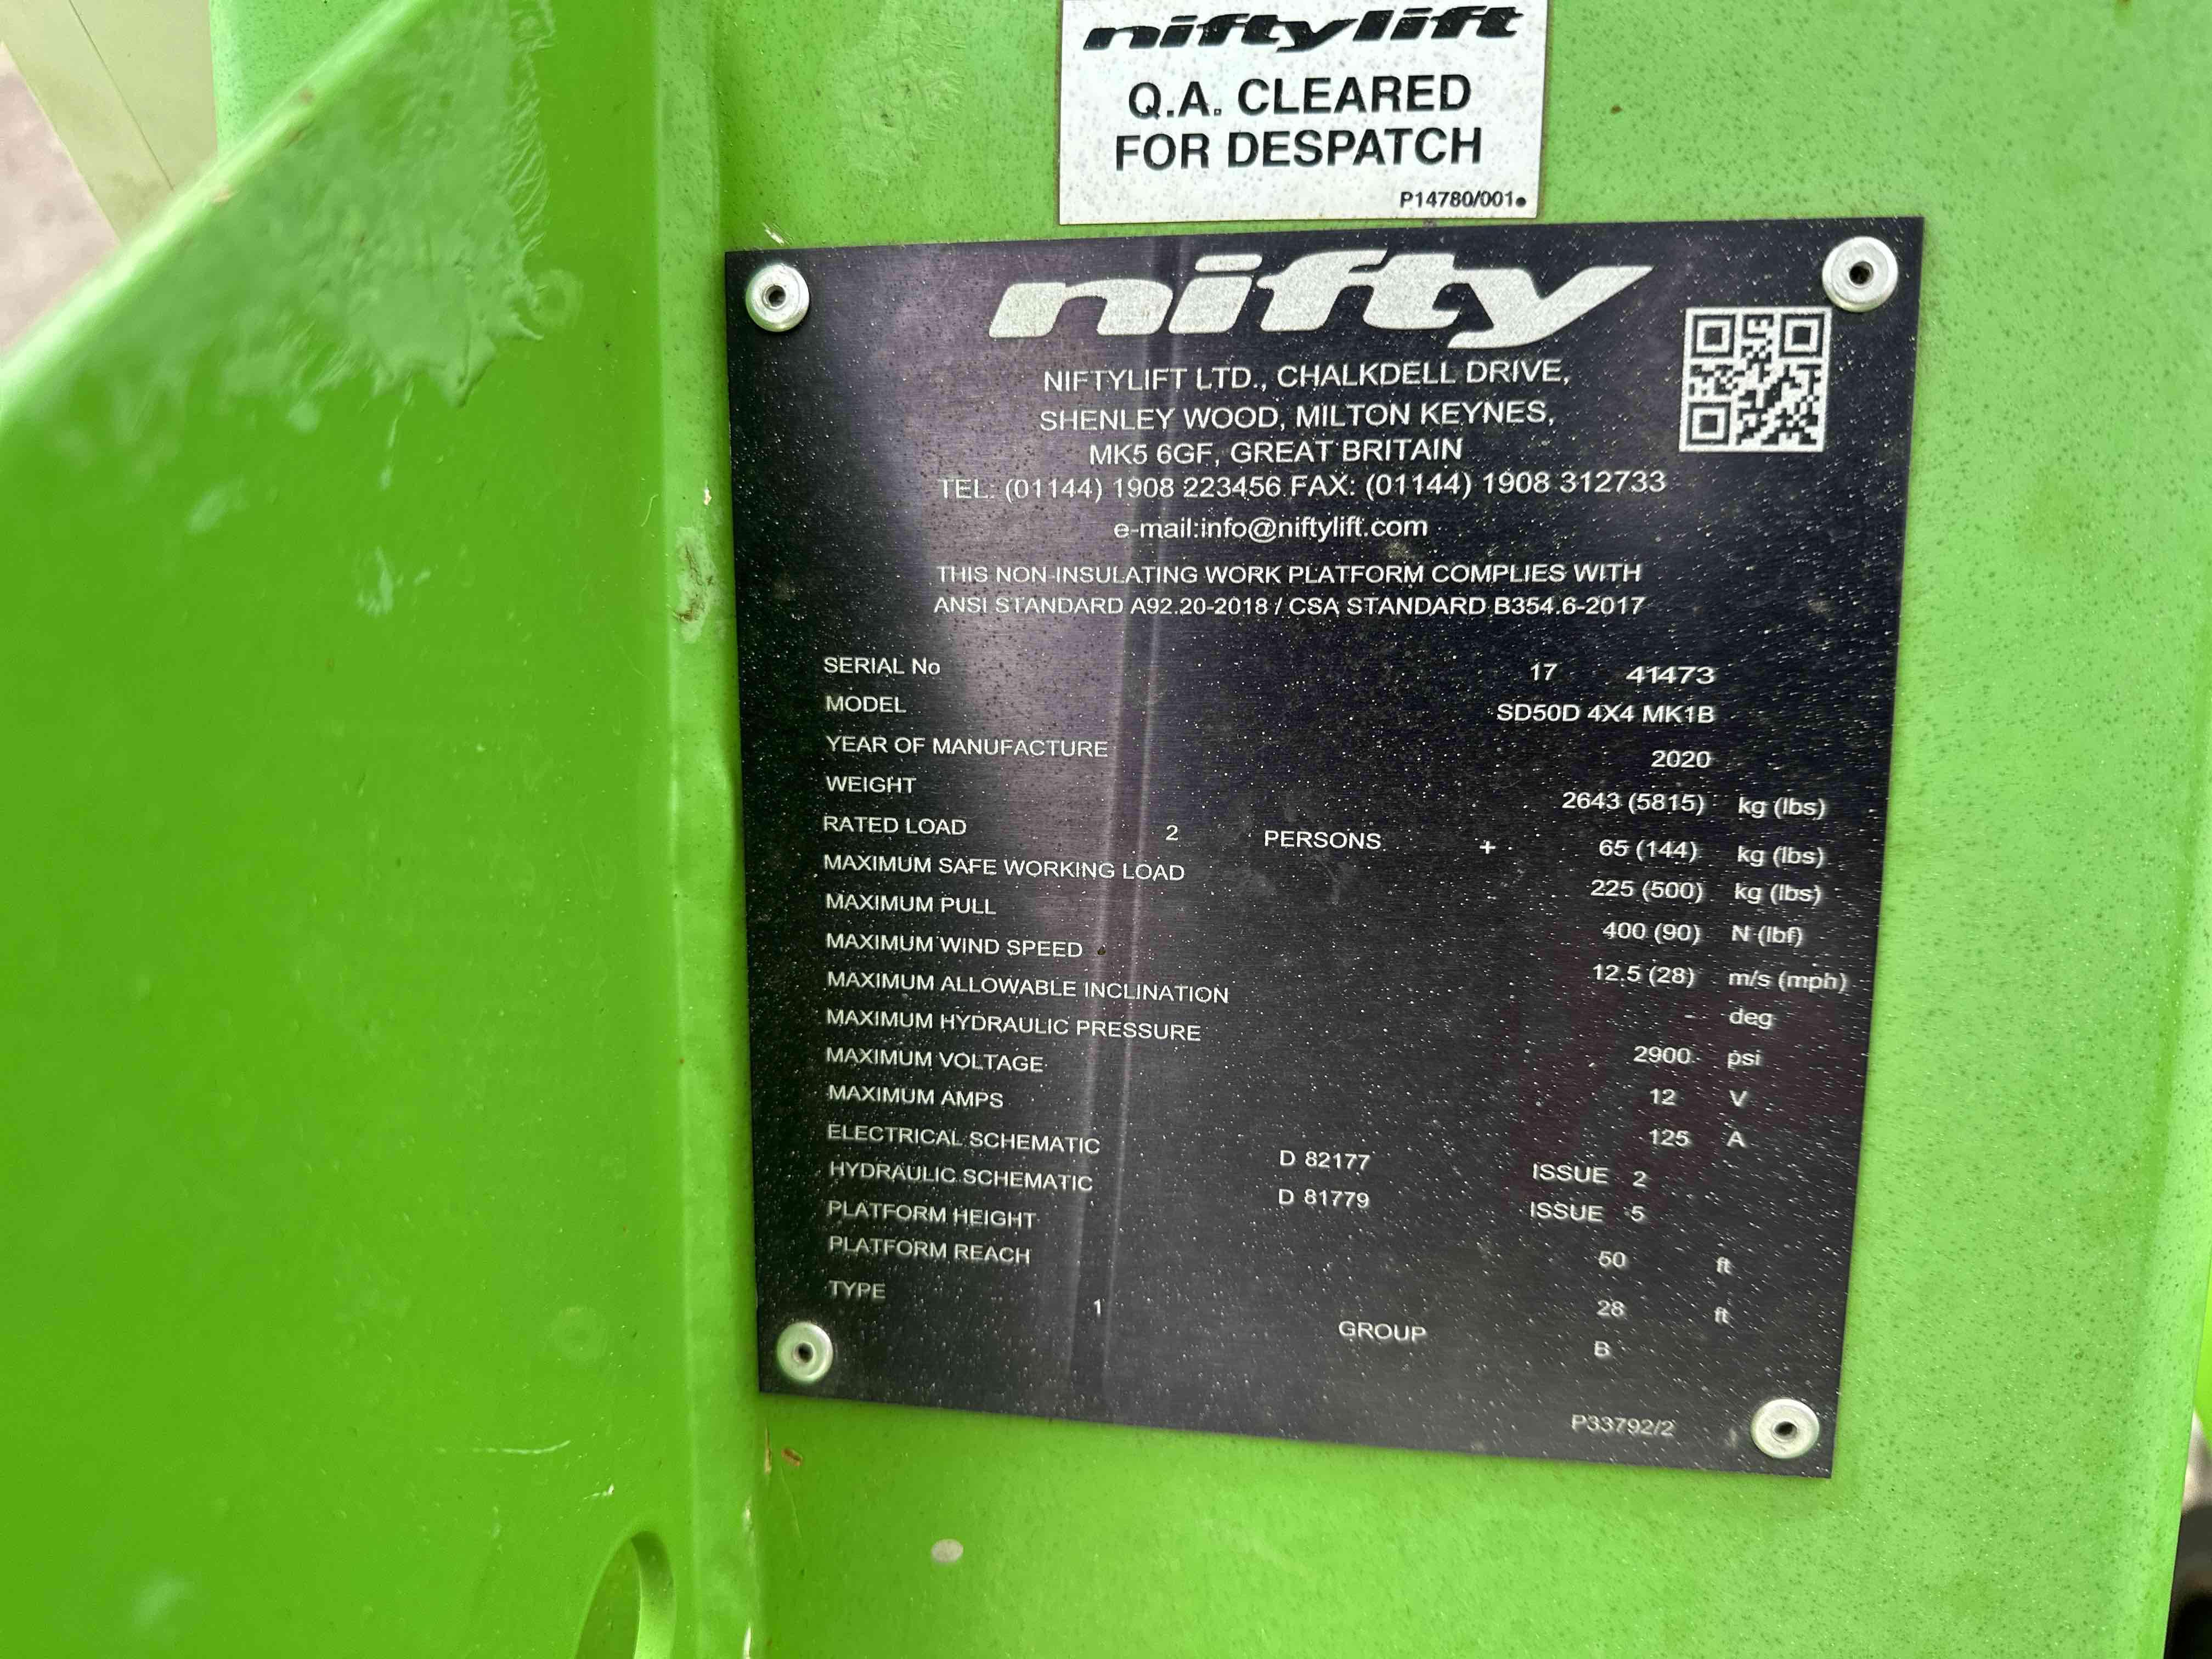 niftylift
Q.A. CLEARED
FOR DESPATCH
P14780/001
nifty
NIFTYLIFT LTD., CHALKDELL DRIVE,
SHENLEY WOOD, MILTON KEYNES,
MK5 6GF, GREAT BRITAIN
TEL: (01144) 1908 223456 FAX: (01144) 1908 312733
e-mail:info@niftylift.com
THIS NON-INSULATING WORK PLATFORM COMPLIES WITH
ANSI STANDARD A92.20-2018 / CSA STANDARD B354.6-2017
SERIAL No 17 41473
MODEL SD50D 4X4 MK1B
YEAR OF MANUFACTURE 2020
WEIGHT 2643 (5815) kg (lbs)
RATED LOAD 2 PERSONS + 65 (144) kg (lbs)
MAXIMUM SAFE WORKING LOAD 225 (500) kg (lbs)
MAXIMUM PULL 400 (90) N (lbf)
MAXIMUM WIND SPEED 12.5 (28) m/s (mph)
MAXIMUM ALLOWABLE INCLINATION - deg
MAXIMUM HYDRAULIC PRESSURE 2900 psi
MAXIMUM VOLTAGE 12 V
MAXIMUM AMPS 125 A
ELECTRICAL SCHEMATIC D 82177 ISSUE 2
HYDRAULIC SCHEMATIC D 81779 ISSUE 5
PLATFORM HEIGHT 50 ft
PLATFORM REACH 28 ft
TYPE 1 GROUP B
P33792/2